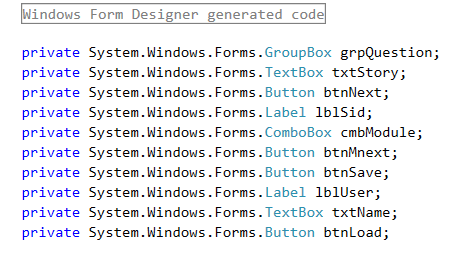 Windows Form Designer generated code
private System.Windows.Forms.GroupBox grpQuestion;
private System.Windows.Forms.TextBox txtStory;
private System.Windows.Forms.Button btnNext;
private System.Windows.Forms.Label lblSid;
private System.Windows.Forms.ComboBox cmbModule;
private System.Windows.Forms.Button btnMnext;
private System.Windows.Forms.Button btnSave;
private System.Windows.Forms.Label lblUser;
private System.Windows.Forms.TextBox txtName;
private System.Windows.Forms.Button btnLoad;